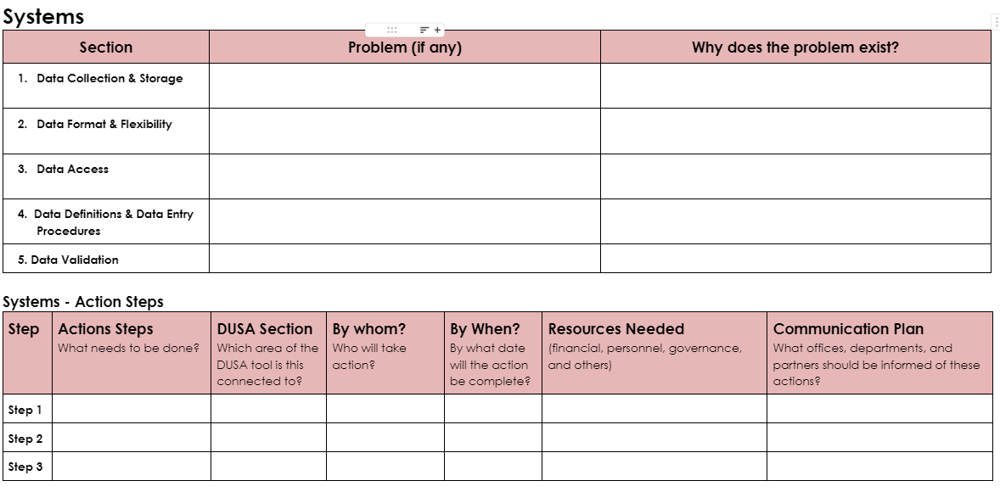 Systems
Section
Problem (if any)
Why does the problem exist?
1. Data Collection & Storage
2. Data Format & Flexibility
3. Data Access
4. Data Definitions & Data Entry
Procedures
5. Data Validation
Systems - Action Steps
Step
Actions Steps
What needs to be done?
DUSA Section
Which area of the
DUSA tool is this
connected to?
By whom?
Who will take
action?
By When?
By what date
will the action
be complete?
Resources Needed
(financial, personnel, governance,
and others)
Communication Plan
What offices, departments, and
partners should be informed of these
actions?
Step 1
Step 2
Step 3